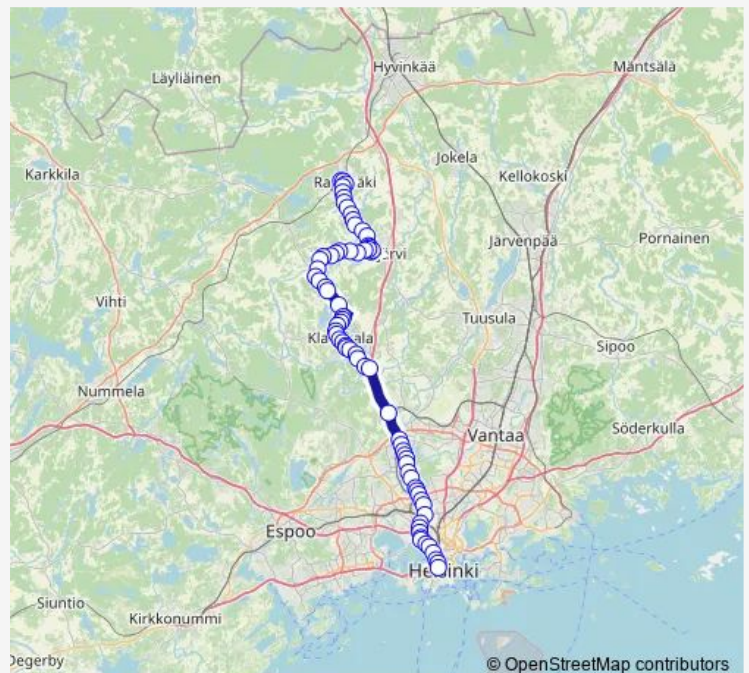 Hyvinkää
Mäntsälä
Läyliäinen
Jokela
Karkkila
Kellokoski
Järvenpää
Pornainen
Vihti
Tuusula
Sipoo
Nummela
Söderkulla
Vantaa
Espoo
Helsinki
Siuntio
Kirkkonummi
Degerby
© OpenStreetMap contributors